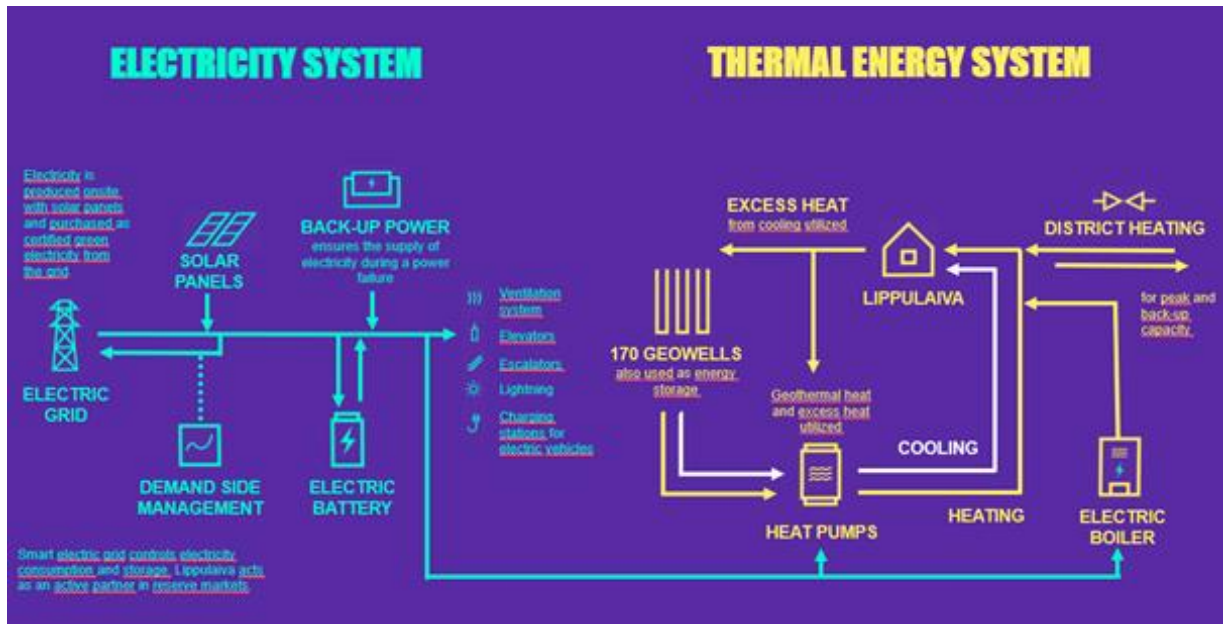 ELECTRICITY SYSTEM
Electricity is
produced onsite
with solar panels
and purchased as
certified green
electricity from
the grid
SOLAR
PANELS
BACK-UP POWER
ensures the supply of
electricity during a power
failure
ELECTRIC
GRID
Ventilation
system
Elevators
Escalators
Lightning
Charging
stations for
electric vehicles
DEMAND SIDE
MANAGEMENT
ELECTRIC
BATTERY
Smart electric grid controls electricity
consumption and storage. Lippulaiva acts
as an active partner in reserve markets.
THERMAL ENERGY SYSTEM
EXCESS HEAT
from cooling utilized
LIPPULAIVA
DISTRICT HEATING
for peak and
back-up
capacity
170 GEOWELLS
also used as energy
storage
Geothermal heat
and excess heat
utilized
COOLING
HEATING
HEAT PUMPS
ELECTRIC
BOILER